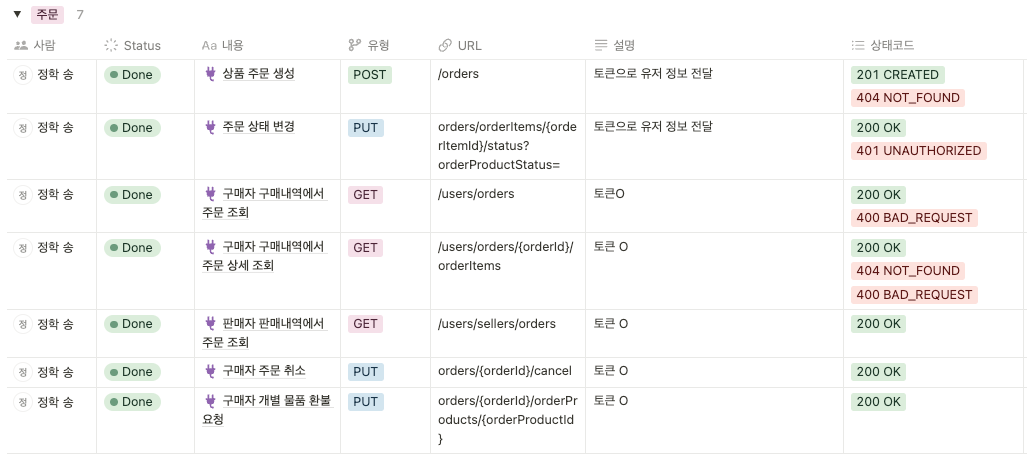 주문 7
사람 Status Aa 내용 유형 URL 설명 상태코드
정 정학 송 Done 상품 주문 생성 POST /orders 토큰으로 유저 정보 전달 201 CREATED
404 NOT_FOUND
정 정학 송 Done 주문 상태 변경 PUT orders/orderItems/{orde 토큰으로 유저 정보 전달 200 OK
rItemId}/status? 401 UNAUTHORIZED
orderProductStatus=
정 정학 송 Done 구매자 구매내역에서 GET /users/orders 토큰O 200 OK
주문 조회 400 BAD_REQUEST
정 정학 송 Done 구매자 구매내역에서 GET /users/orders/{orderId}/ 토큰 O 200 OK
주문 상세 조회 orderItems 404 NOT_FOUND
400 BAD_REQUEST
정 정학 송 Done 판매자 판매내역에서 GET /users/sellers/orders 토큰 O 200 OK
주문 조회
정 정학 송 Done 구매자 주문 취소 PUT orders/{orderId}/cancel 토큰 O 200 OK
정 정학 송 Done 구매자 개별 물품 환불 PUT orders/{orderId}/orderPr 토큰 O 200 OK
요청 oducts/{orderProductId
}